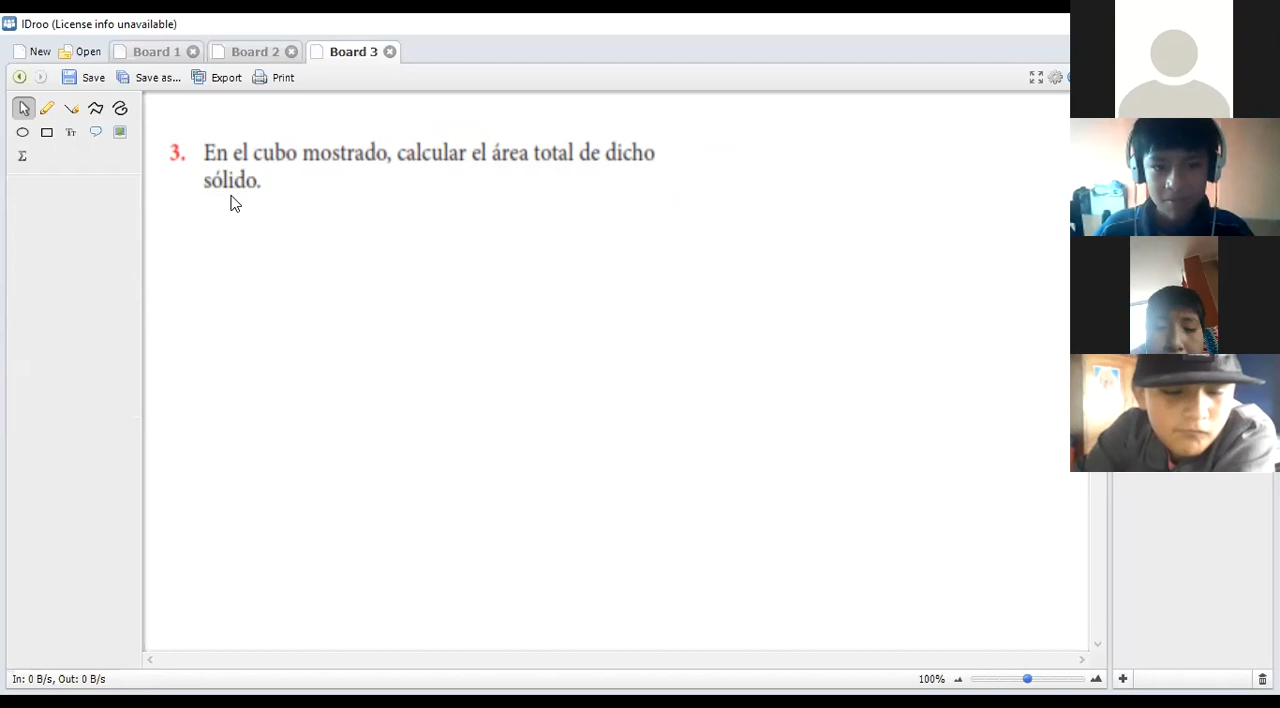 IDroo (License info unavailable)
New Open Board 1 Board 2 Board 3
Save Save as... Export Print
Tт
Σ
3. En el cubo mostrado, calcular el área total de dicho
sólido.
In: 0 B/s, Out: 0 B/s 100%